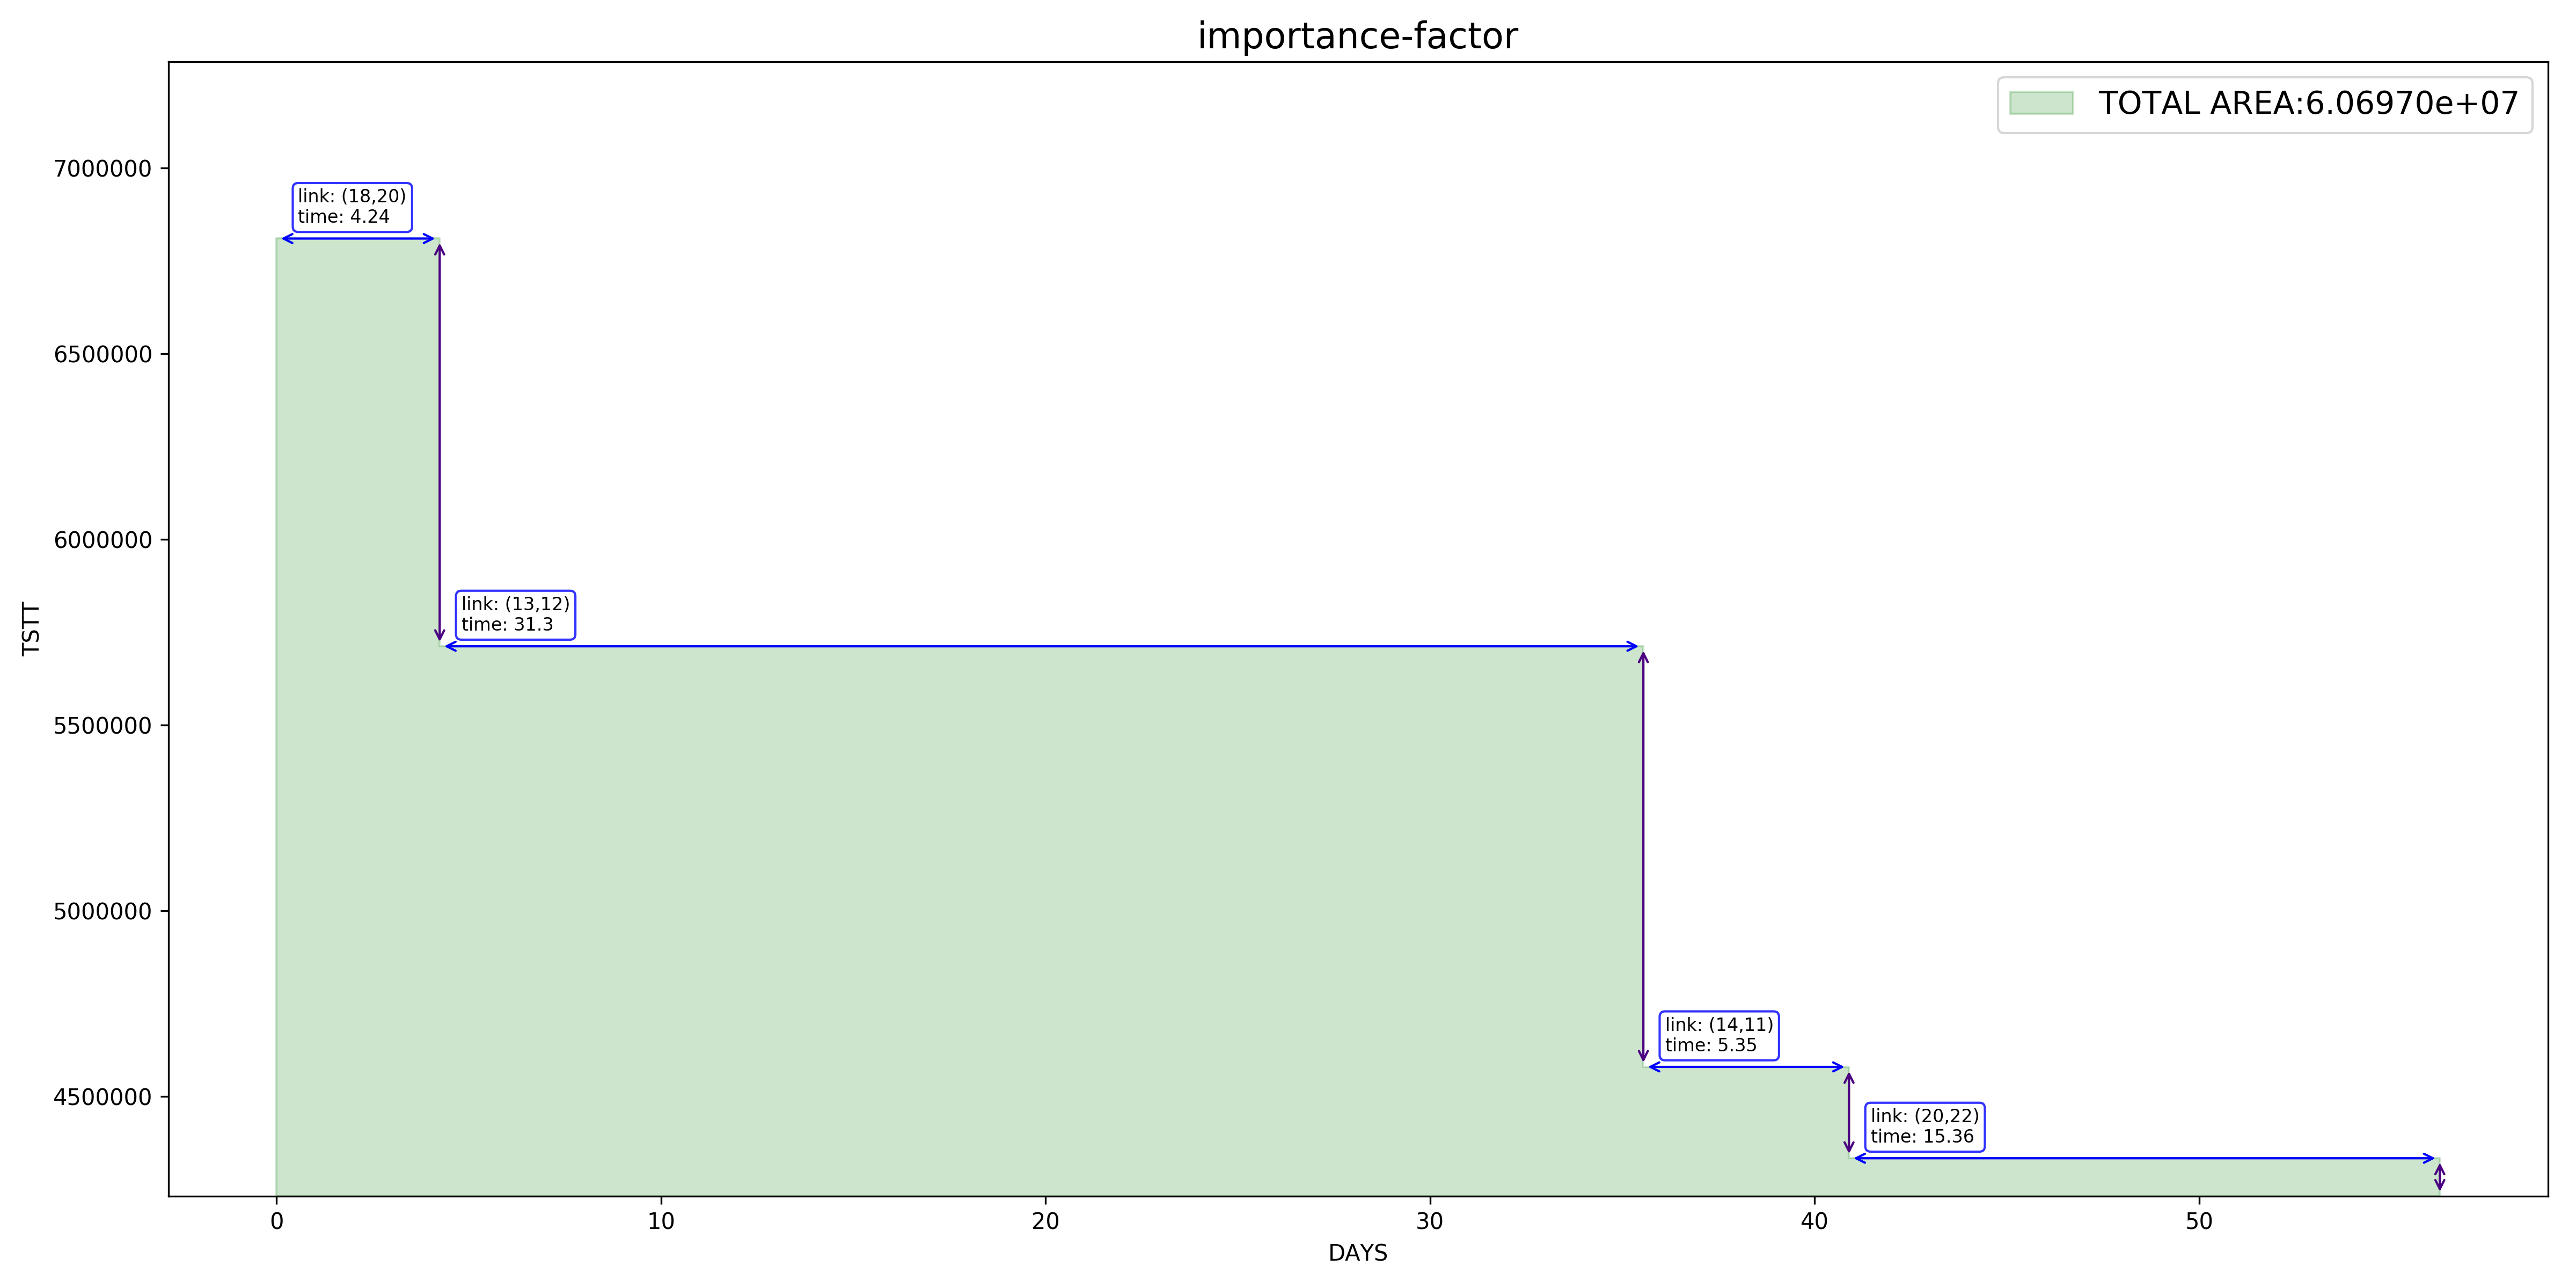 importance-factor
TOTAL AREA:6.06970e+07
7000000
6500000
6000000
5500000
5000000
4500000
TSTT
link: (18,20)
time: 4.24
link: (13,12)
time: 31.3
link: (14,11)
time: 5.35
link: (20,22)
time: 15.36
0
10
20
30
40
50
DAYS